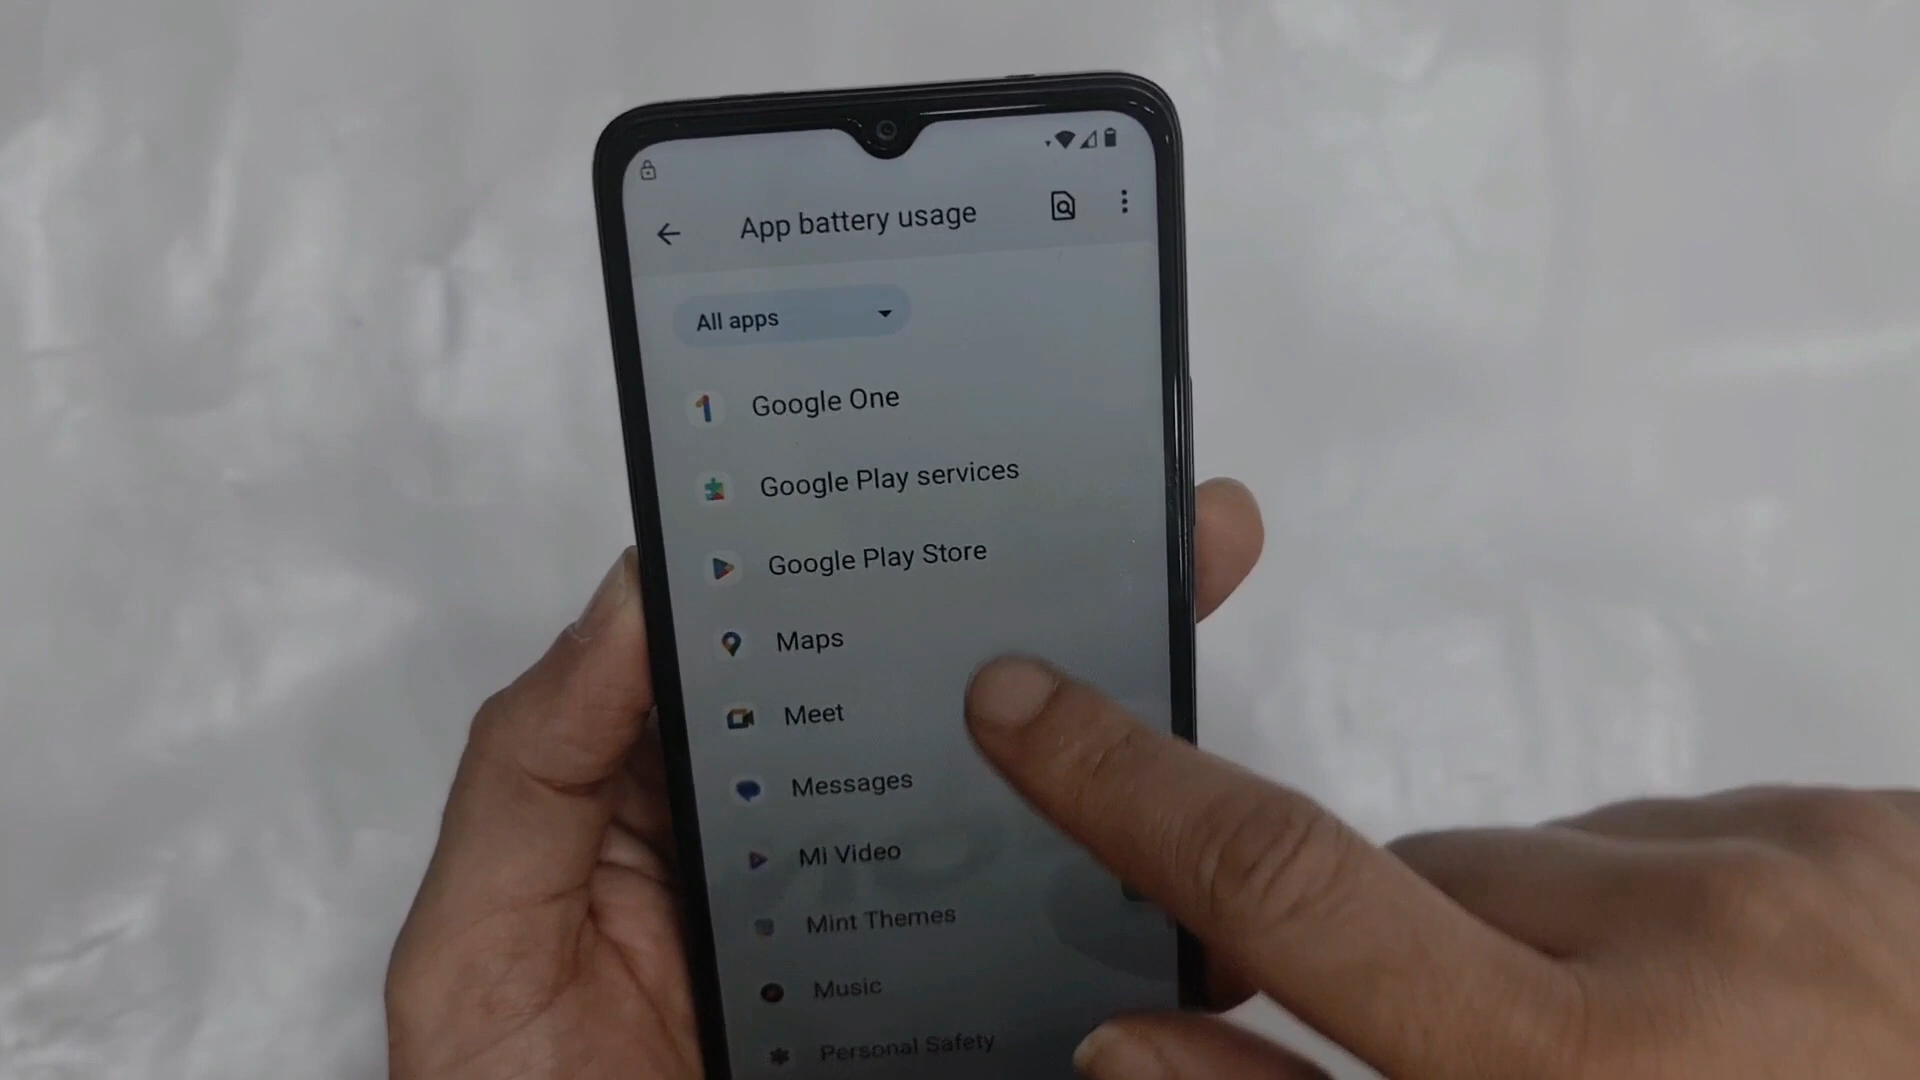 App battery usage
All apps
Google One
Google Play services
Google Play Store
Maps
Meet
Messages
Mi Video
Mint Themes
Music
Personal Safety